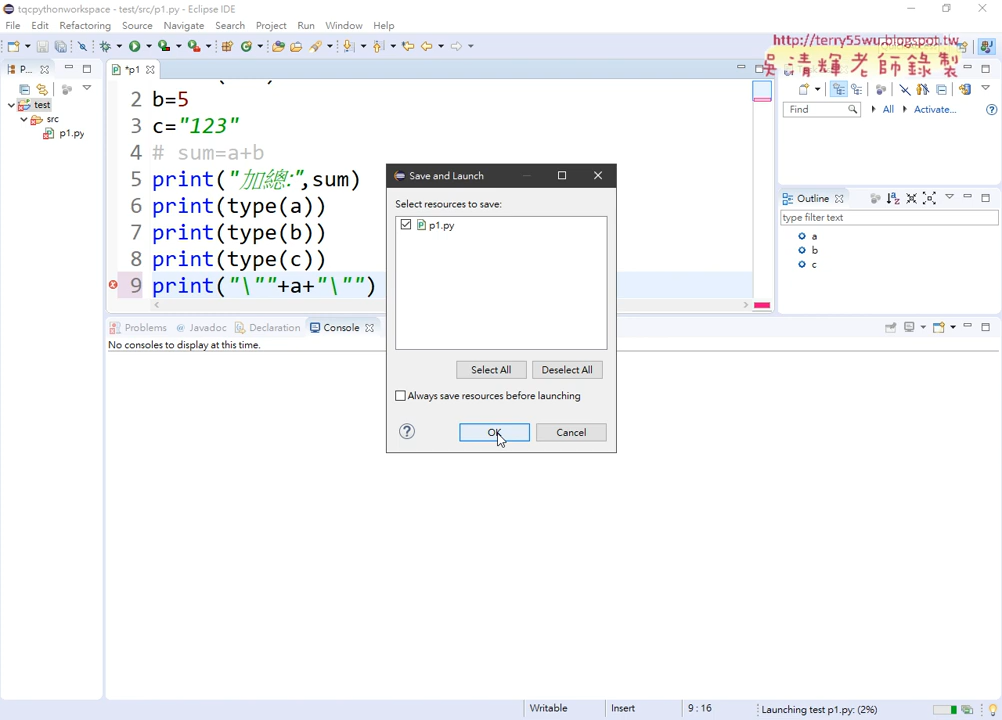 tqcpythonworkspace - test/src/p1.py - Eclipse IDE
File Edit Refactoring Source Navigate Search Project Run Window Help
http://terry55wu.blogspot.tw
吳清輝老師錄製
P...
*p1
test
src
p1.py
2 b=5
3 c="123"
4 # sum=a+b
5 print("加總:",sum)
6 print(type(a))
7 print(type(b))
8 print(type(c))
9 print("\""+a+"\"")
Save and Launch
Select resources to save:
p1.py
Select All Deselect All
Always save resources before launching
OK Cancel
Find All Activate...
Outline
type filter text
a
b
c
Problems Javadoc Declaration Console
No consoles to display at this time.
Writable Insert 9 : 16 Launching test p1.py: (2%)